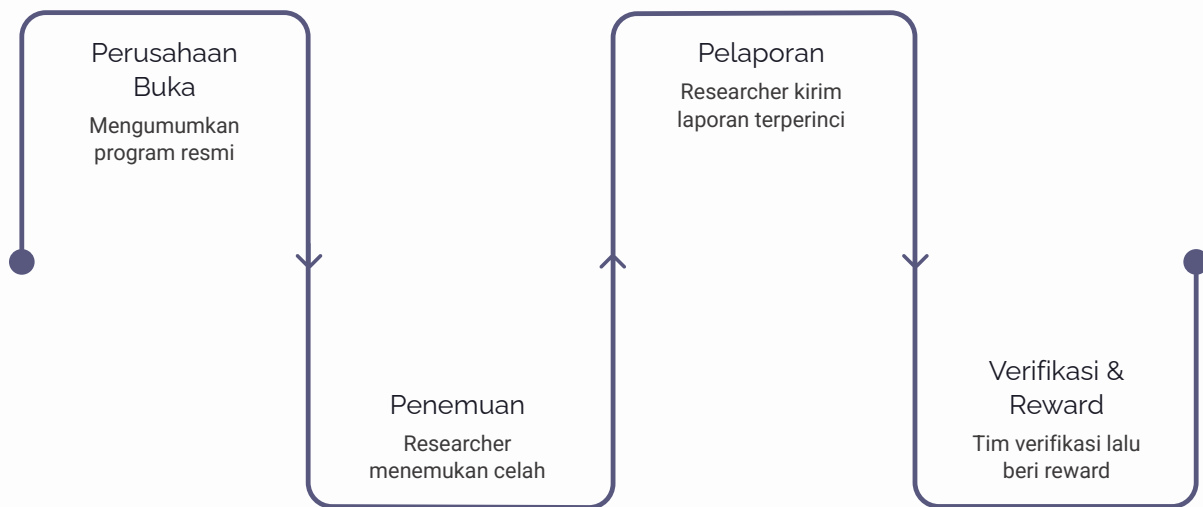 Perusahaan
Buka
Mengumumkan
program resmi
Penemuan
Researcher
menemukan celah
Pelaporan
Researcher kirim
laporan terperinci
Verifikasi &
Reward
Tim verifikasi lalu
beri reward